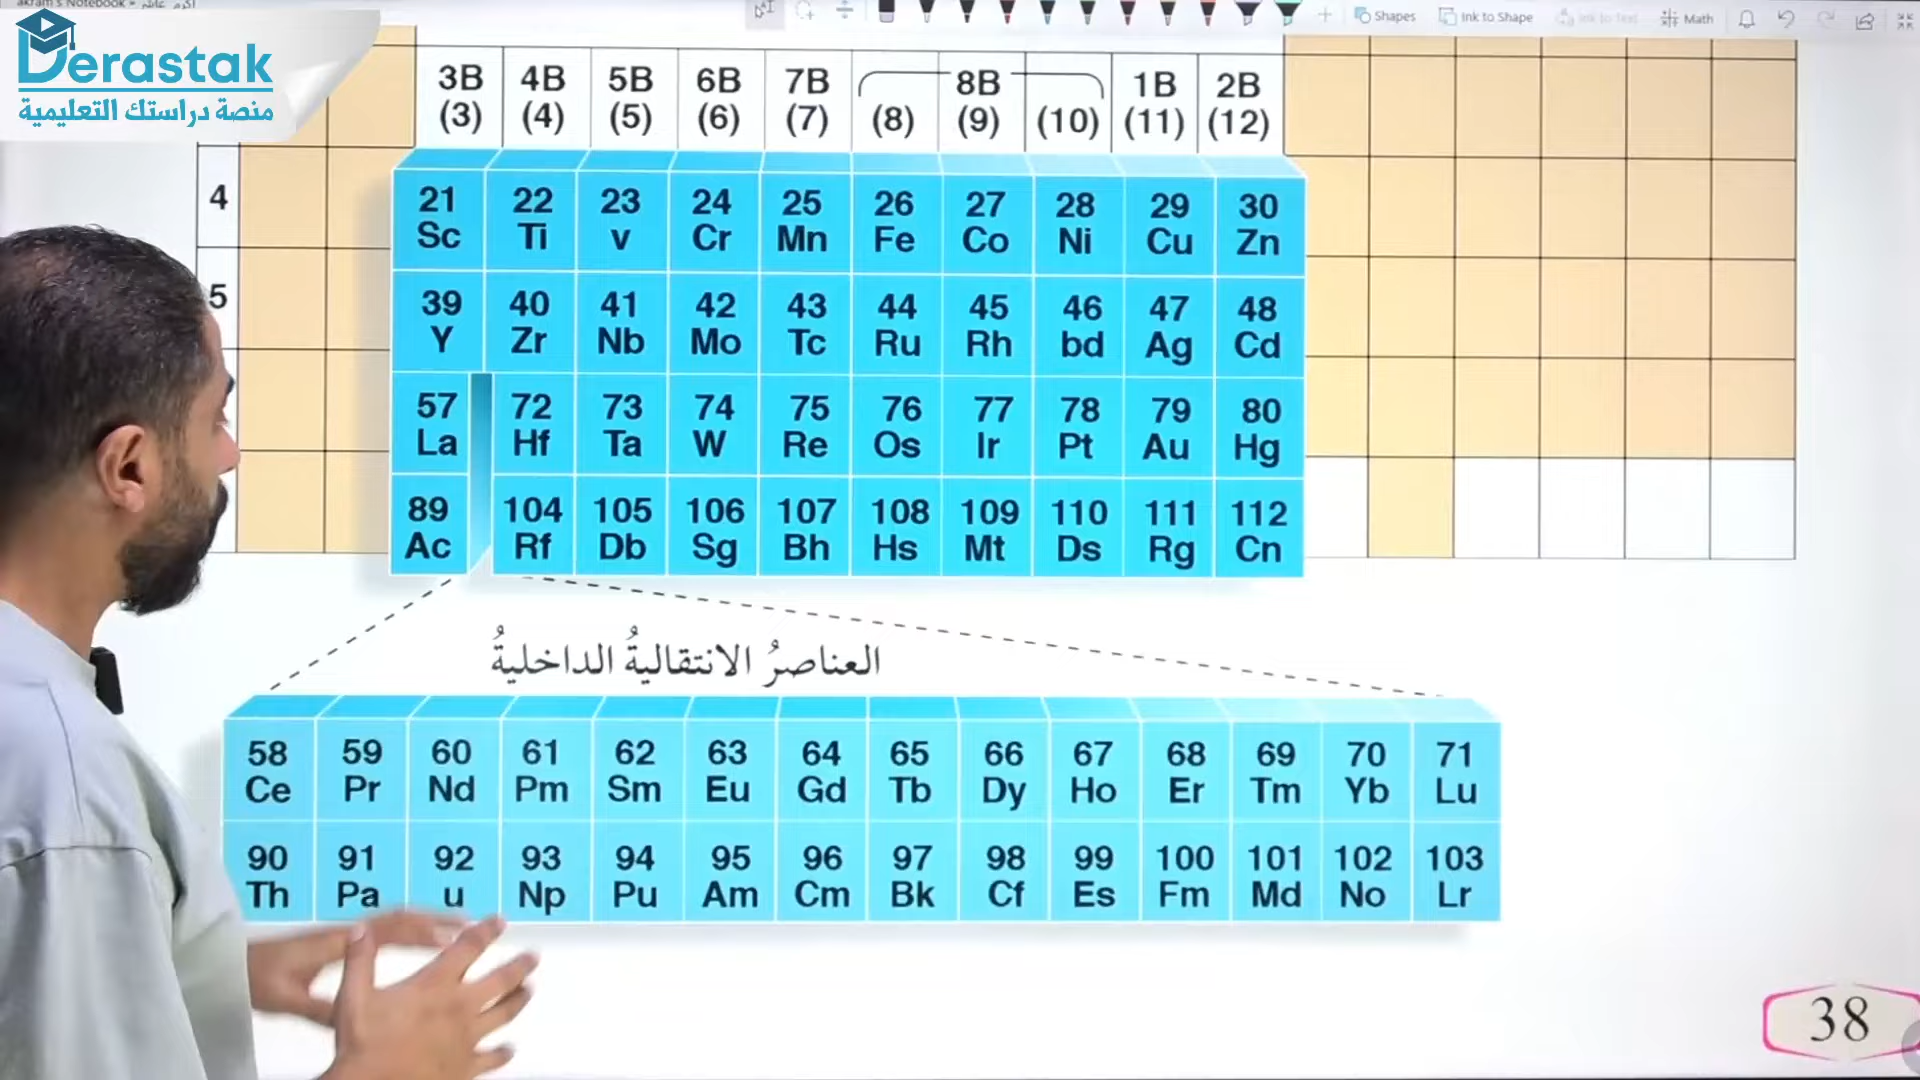 akram's Notebook » اكرم عاشر
Shapes Ink to Shape Ink to Text Math
Derastak
منصة دراستك التعليمية
3B 4B 5B 6B 7B 8B 1B 2B
(3) (4) (5) (6) (7) (8) (9) (10) (11) (12)
4
21 22 23 24 25 26 27 28 29 30
Sc Ti v Cr Mn Fe Co Ni Cu Zn
5
39 40 41 42 43 44 45 46 47 48
Y Zr Nb Mo Tc Ru Rh bd Ag Cd
57 72 73 74 75 76 77 78 79 80
La Hf Ta W Re Os Ir Pt Au Hg
89 104 105 106 107 108 109 110 111 112
Ac Rf Db Sg Bh Hs Mt Ds Rg Cn
العناصرُ الانتقاليةُ الداخليةُ
58 59 60 61 62 63 64 65 66 67 68 69 70 71
Ce Pr Nd Pm Sm Eu Gd Tb Dy Ho Er Tm Yb Lu
90 91 92 93 94 95 96 97 98 99 100 101 102 103
Th Pa u Np Pu Am Cm Bk Cf Es Fm Md No Lr
38